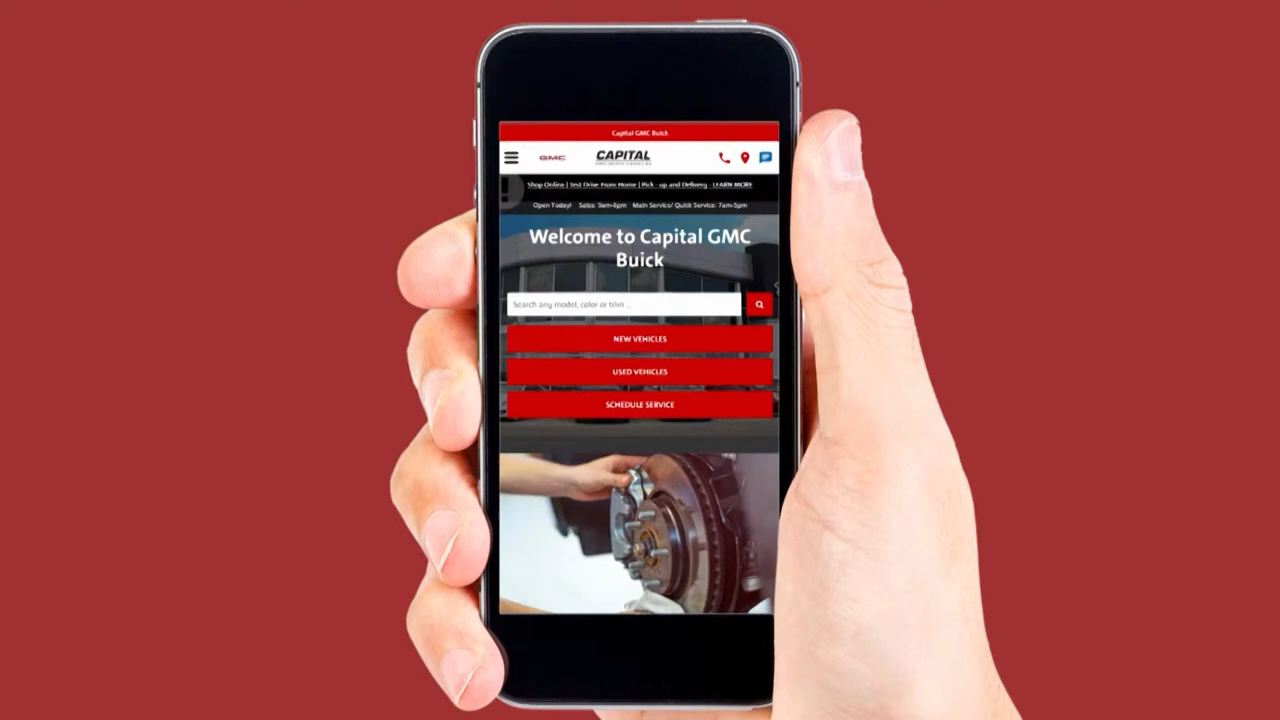 Capital GMC Buick
GMC
CAPITAL
Shop Online | Test Drive From Home | Pick - up and Delivery - LEARN MORE
Open Today! Sales: 9am-6pm Main Service/ Quick Service: 7am-5pm
Welcome to Capital GMC
Buick
Search any model, color or trim ...
NEW VEHICLES
USED VEHICLES
SCHEDULE SERVICE